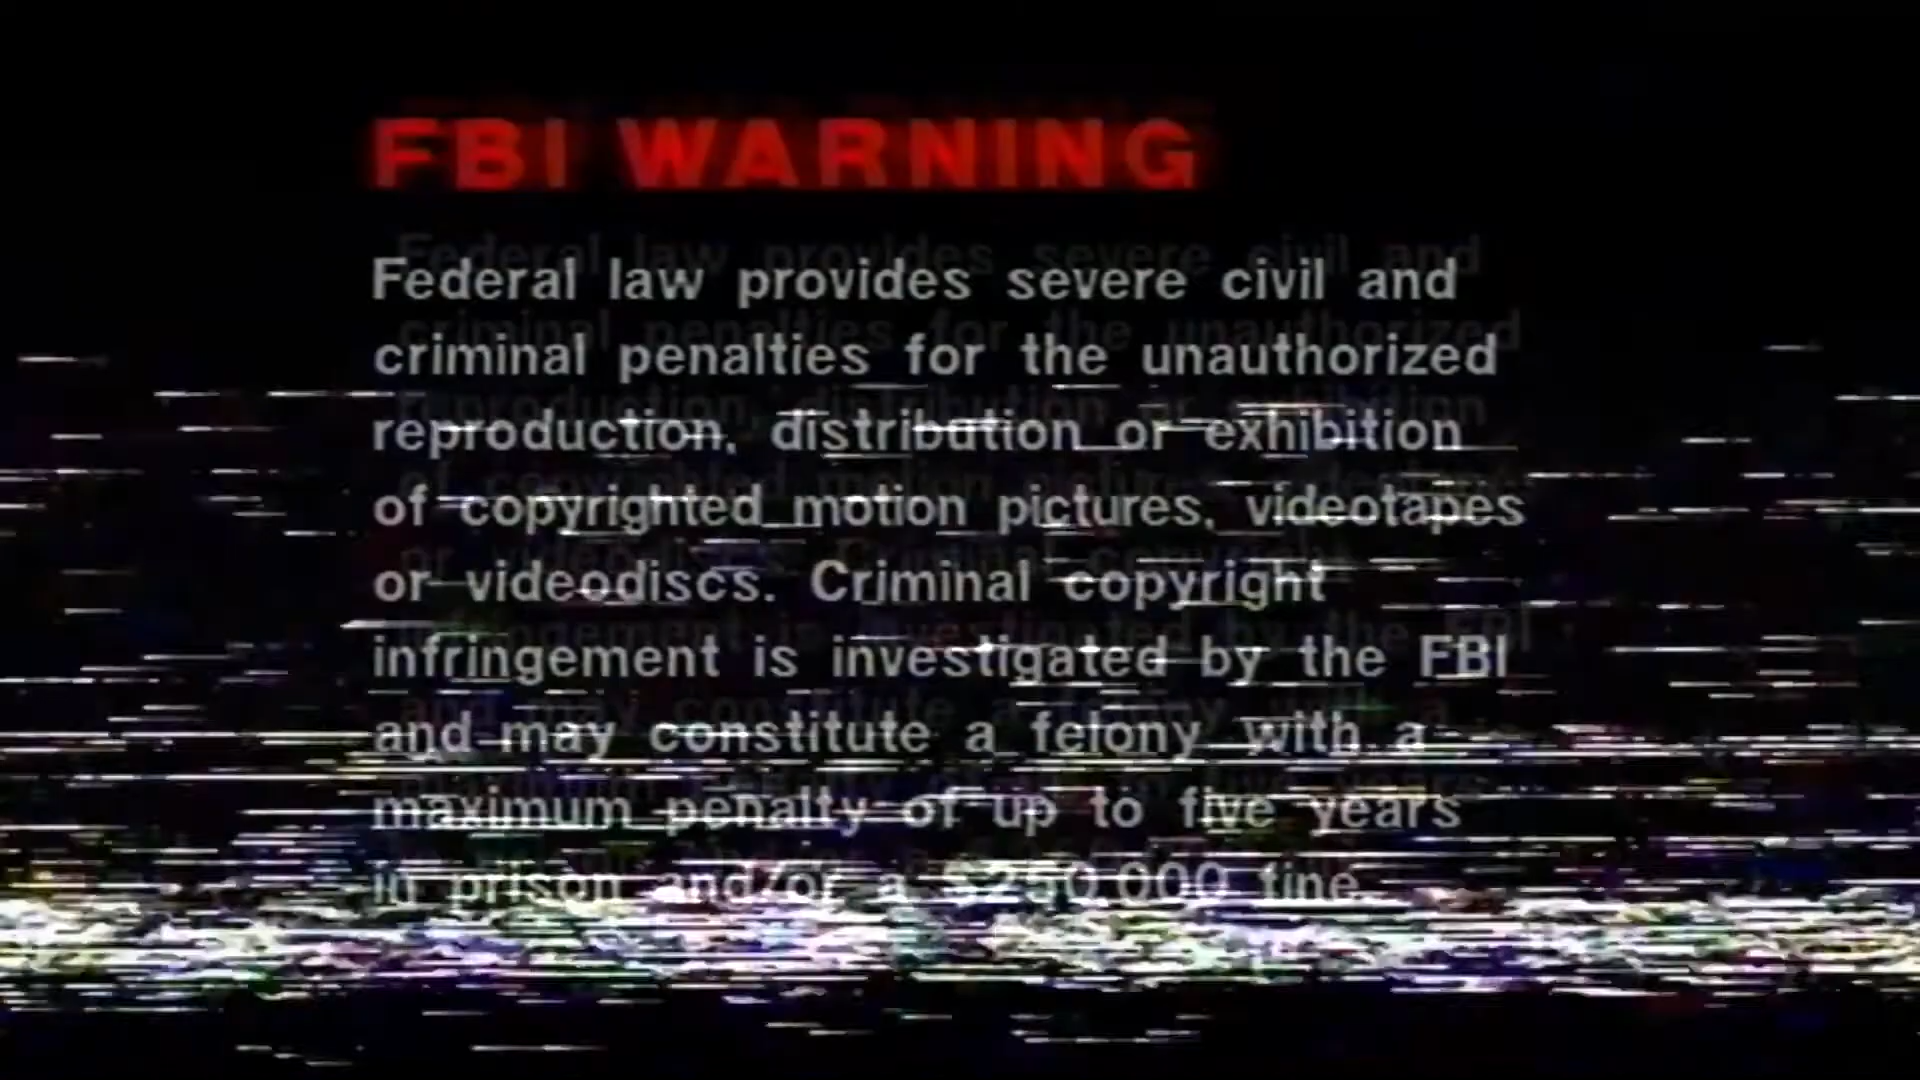 FBI WARNING
Federal law provides severe civil and
criminal penalties for the unauthorized
reproduction, distribution or exhibition
of copyrighted motion pictures, videotapes
or videodiscs. Criminal copyright
infringement is investigated by the FBI
and may constitute a felony with a
maximum penalty of up to five years
in prison and/or a $250,000 fine.